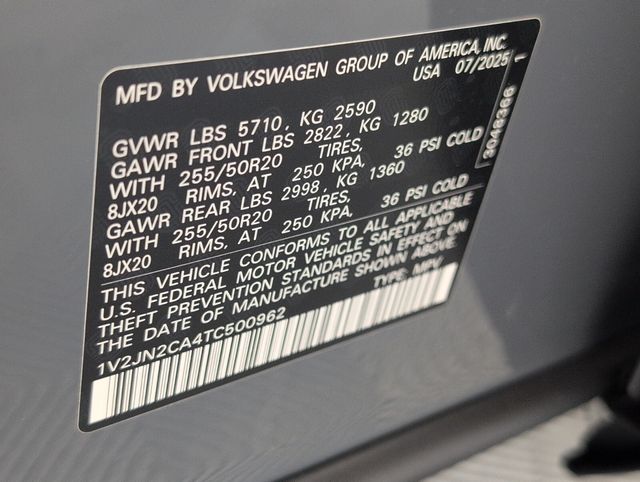 MFD BY VOLKSWAGEN GROUP OF AMERICA, INC.
USA 07/2025
GVWR LBS 5710, KG 2590
GAWR FRONT LBS 2822, KG 1280
WITH 255/50R20 TIRES, 36 PSI COLD
8JX20 RIMS, AT 250 KPA,
GAWR REAR LBS 2998, KG 1360
WITH 255/50R20 TIRES, 36 PSI COLD
8JX20 RIMS, AT 250 KPA,
THIS VEHICLE CONFORMS TO ALL APPLICABLE
U.S. FEDERAL MOTOR VEHICLE SAFETY AND
THEFT PREVENTION STANDARDS IN EFFECT ON
THE DATE OF MANUFACTURE SHOWN ABOVE.
1V2JN2CA4TC500962 TYPE: MPV
3048366 1